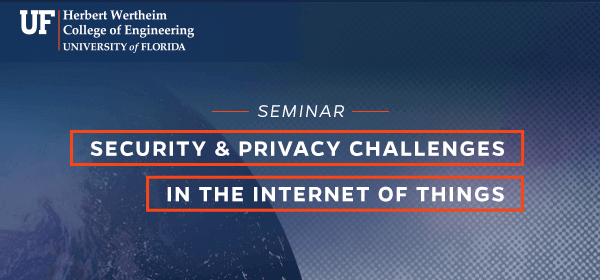 UF
Herbert Wertheim
College of Engineering
UNIVERSITY of FLORIDA
SEMINAR
SECURITY & PRIVACY CHALLENGES
IN THE INTERNET OF THINGS